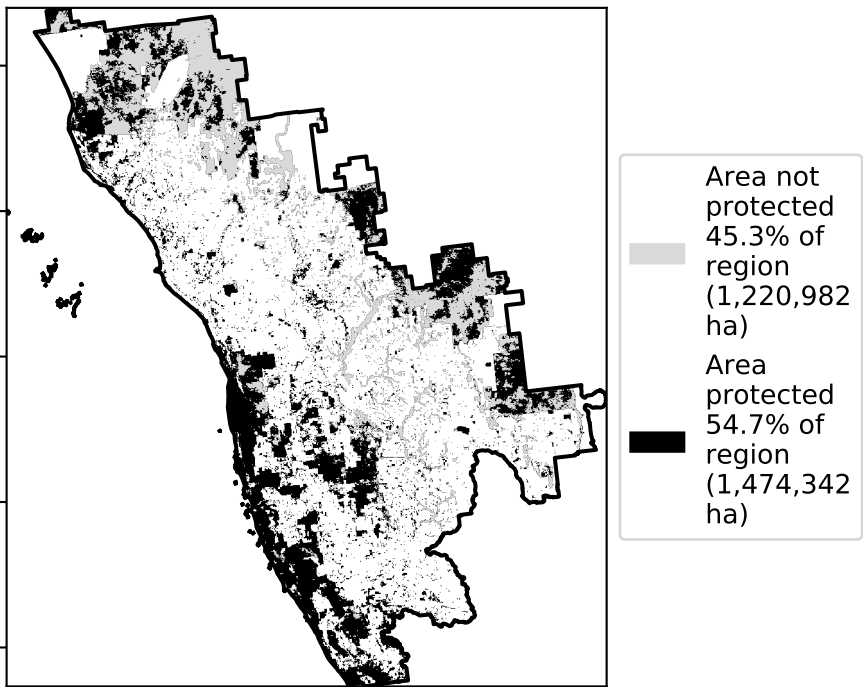 Area not
protected
45.3% of
region
(1,220,982
ha)
Area
protected
54.7% of
region
(1,474,342
ha)